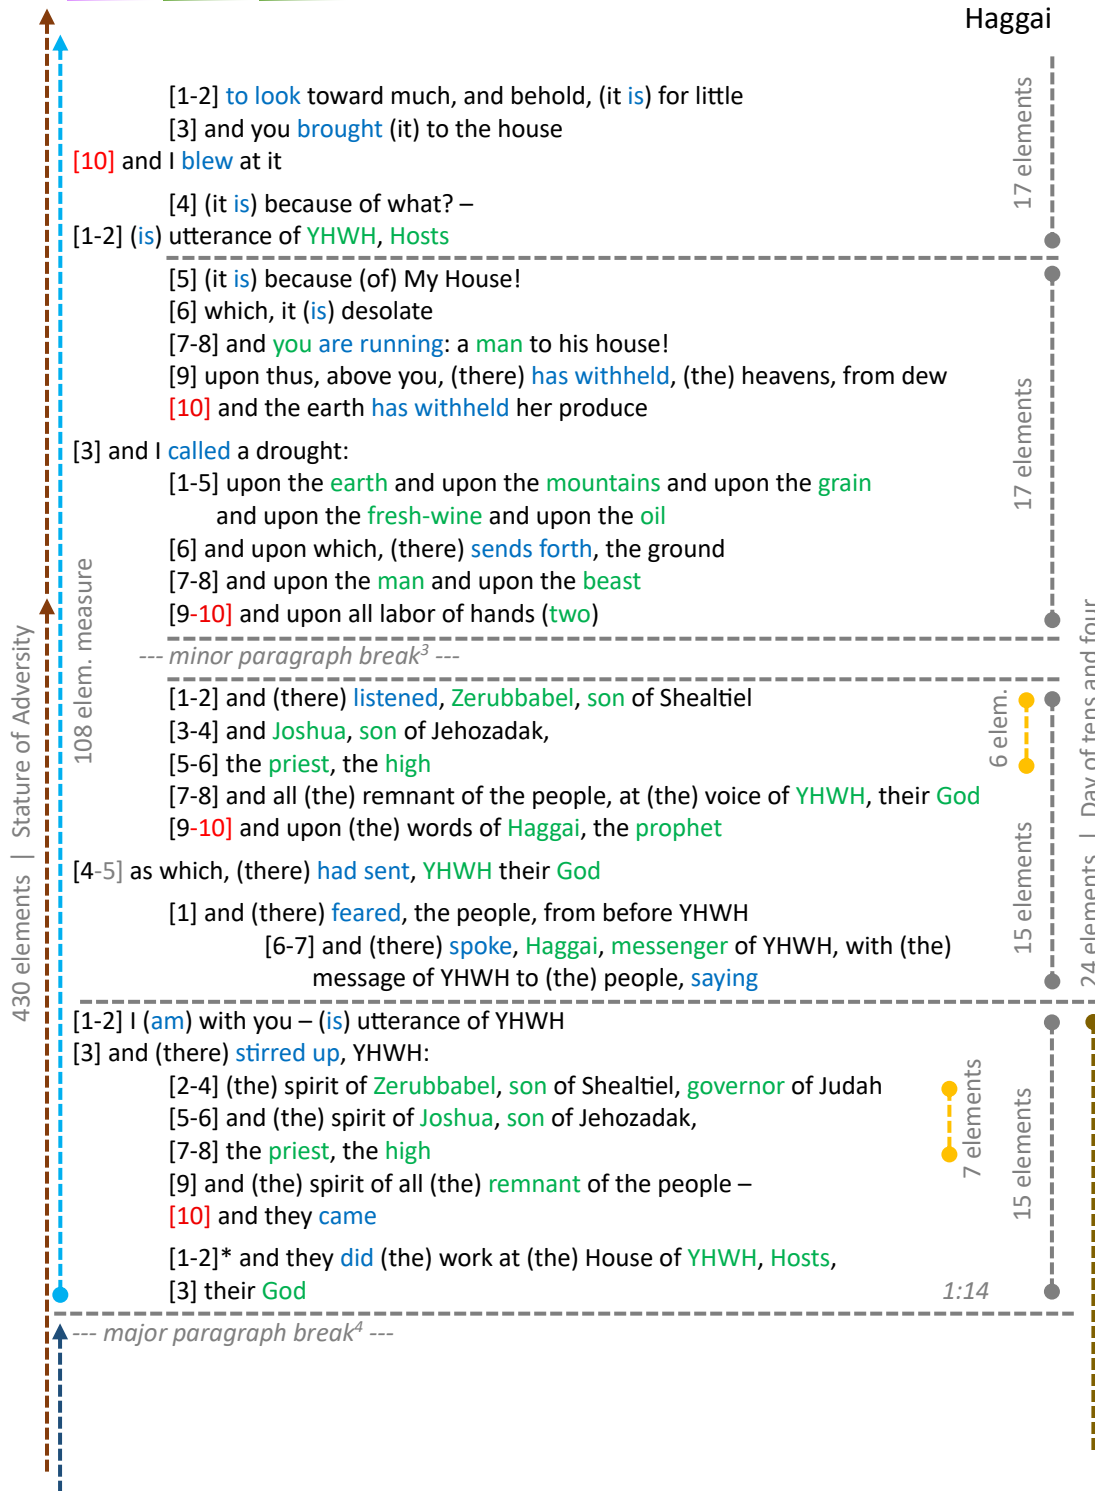 Haggai
[1-2] to look toward much, and behold, (it is) for little
[3] and you brought (it) to the house
[10] and I blew at it
[4] (it is) because of what? –
[1-2] (is) utterance of YHWH, Hosts
17 elements
[5] (it is) because (of) My House!
[6] which, it (is) desolate
[7-8] and you are running: a man to his house!
[9] upon thus, above you, (there) has withheld, (the) heavens, from dew
[10] and the earth has withheld her produce
[3] and I called a drought:
[1-5] upon the earth and upon the mountains and upon the grain
and upon the fresh-wine and upon the oil
[6] and upon which, (there) sends forth, the ground
[7-8] and upon the man and upon the beast
[9-10] and upon all labor of hands (two)
17 elements
--- minor paragraph break³ ---
[1-2] and (there) listened, Zerubbabel, son of Shealtiel
[3-4] and Joshua, son of Jehozadak,
[5-6] the priest, the high
6 elem.
[7-8] and all (the) remnant of the people, at (the) voice of YHWH, their God
[9-10] and upon (the) words of Haggai, the prophet
[4-5] as which, (there) had sent, YHWH their God
[1] and (there) feared, the people, from before YHWH
[6-7] and (there) spoke, Haggai, messenger of YHWH, with (the)
message of YHWH to (the) people, saying
15 elements
[1-2] I (am) with you – (is) utterance of YHWH
[3] and (there) stirred up, YHWH:
[2-4] (the) spirit of Zerubbabel, son of Shealtiel, governor of Judah
[5-6] and (the) spirit of Joshua, son of Jehozadak,
[7-8] the priest, the high
7 elements
[9] and (the) spirit of all (the) remnant of the people –
[10] and they came
[1-2]* and they did (the) work at (the) House of YHWH, Hosts,
[3] their God
1:14
15 elements
--- major paragraph break⁴ ---
430 elements | Stature of Adversity
108 elem. measure
24 elements | Day of tens and four